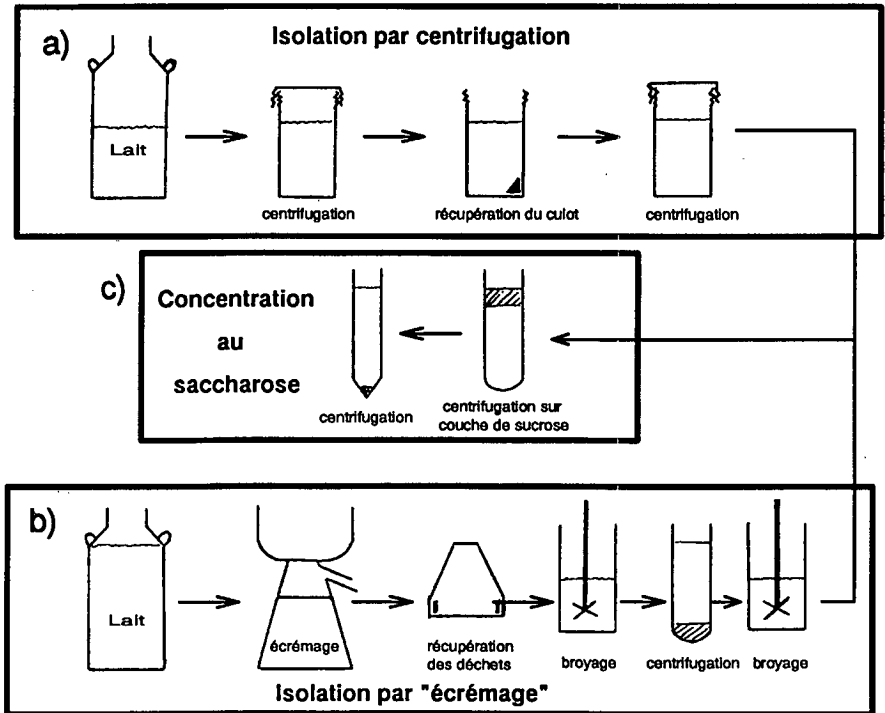 a)
Isolation par centrifugation
Lait
centrifugation
récupération du culot
centrifugation
c)
Concentration
au
saccharose
centrifugation
centrifugation sur
couche de sucrose
b)
Lait
écrémage
récupération
des déchets
broyage
centrifugation
broyage
Isolation par "écrémage"